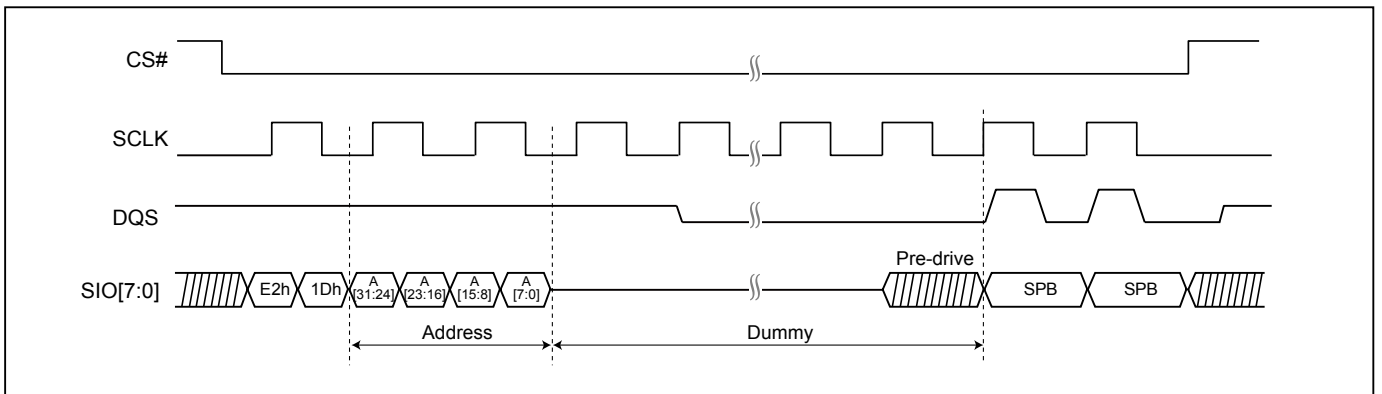 CS#
SCLK
DQS
Pre-drive
SIO[7:0]
E2h
1Dh
A
[31:24]
A
[23:16]
A
[15:8]
A
[7:0]
SPB
SPB
Address
Dummy